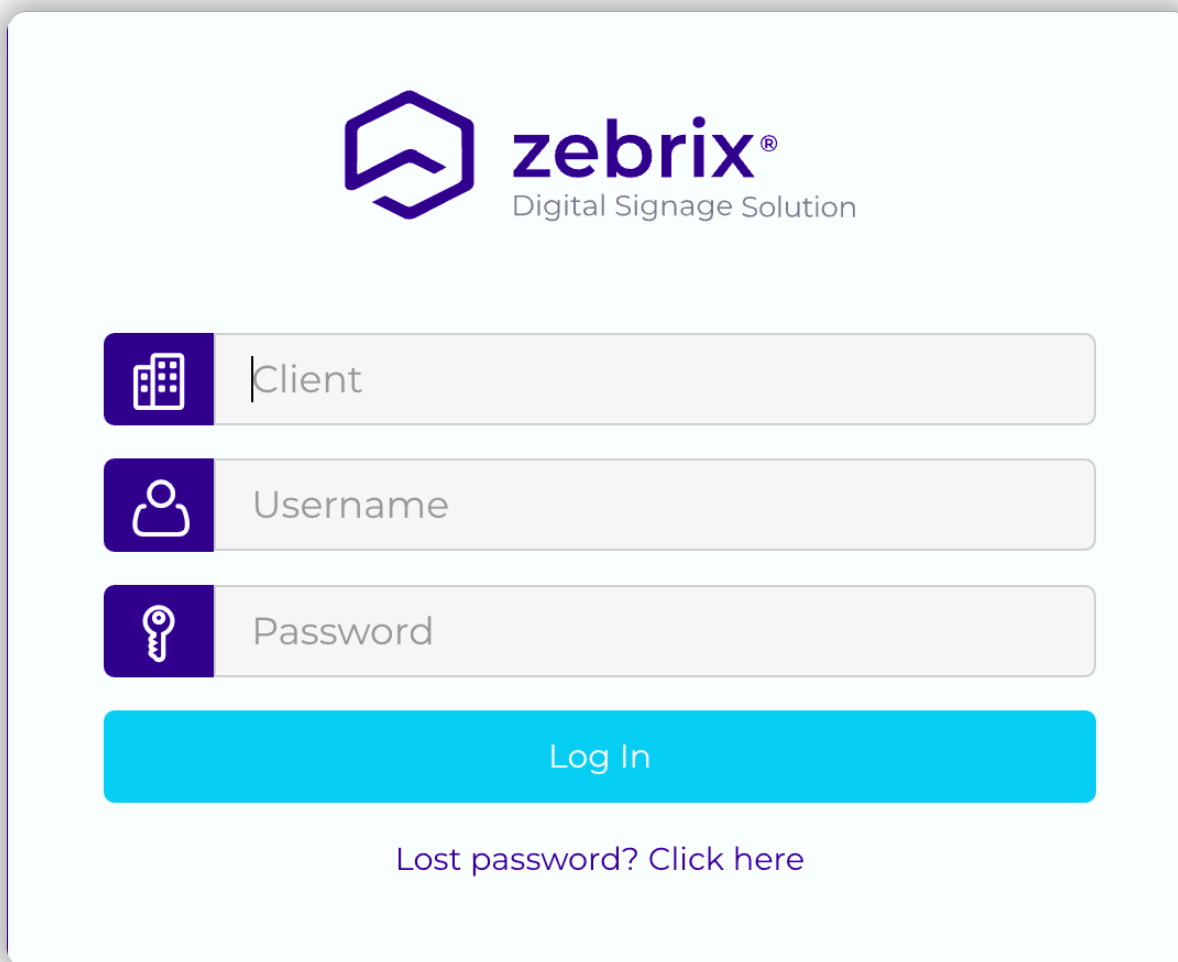 zebrix®
Digital Signage Solution
Client
Username
Password
Log In
Lost password? Click here